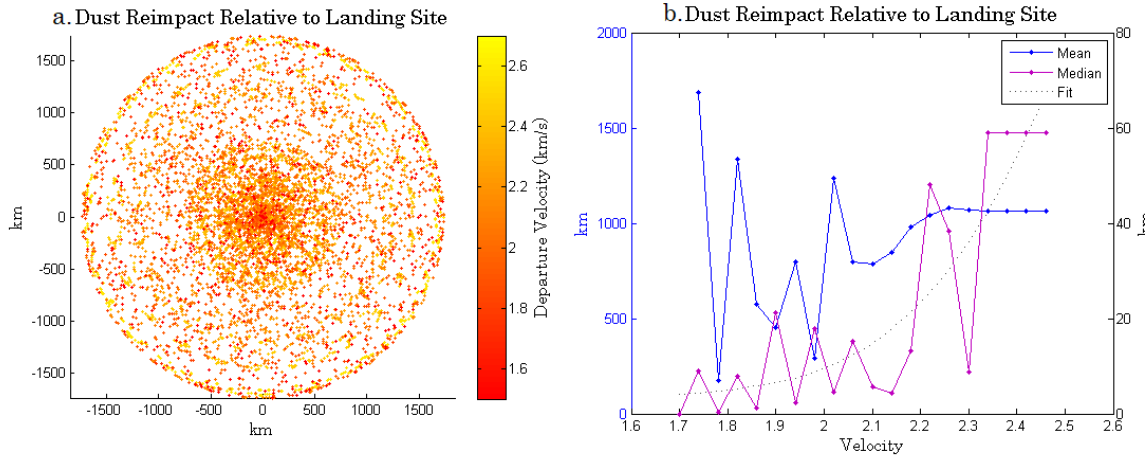 a. Dust Reimpact Relative to Landing Site
1500
1000
500
0
-500
-1000
-1500
km
-1500 -1000 -500 0 500 1000 1500
km
2.6
2.4
2.2
2
1.8
1.6
Departure Velocity (km/s)
b. Dust Reimpact Relative to Landing Site
2000
1500
1000
500
0
km
80
60
40
20
0
km
Mean
Median
Fit
1.6 1.7 1.8 1.9 2 2.1 2.2 2.3 2.4 2.5 2.6
Velocity